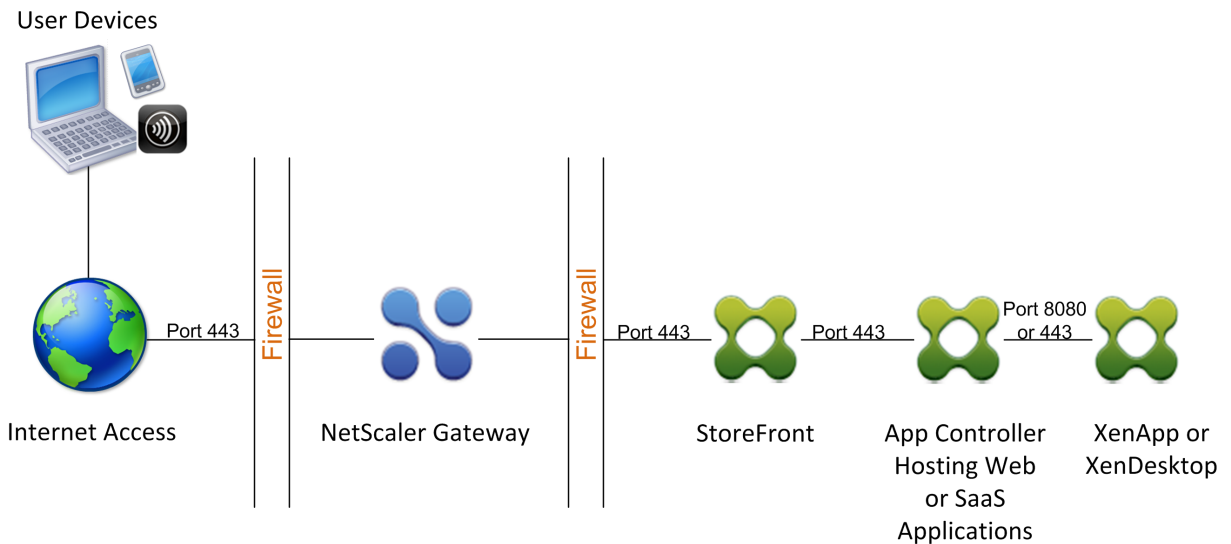 User Devices
Port 443
Firewall
Firewall
Port 443
Port 443
Port 8080
or 443
Internet Access
NetScaler Gateway
StoreFront
App Controller
Hosting Web
or SaaS
Applications
XenApp or
XenDesktop